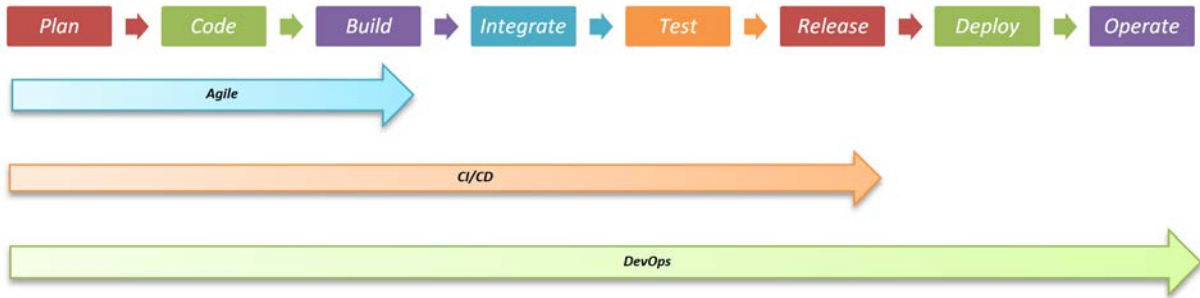 Plan Code Build Integrate Test Release Deploy Operate
Agile
CI/CD
DevOps